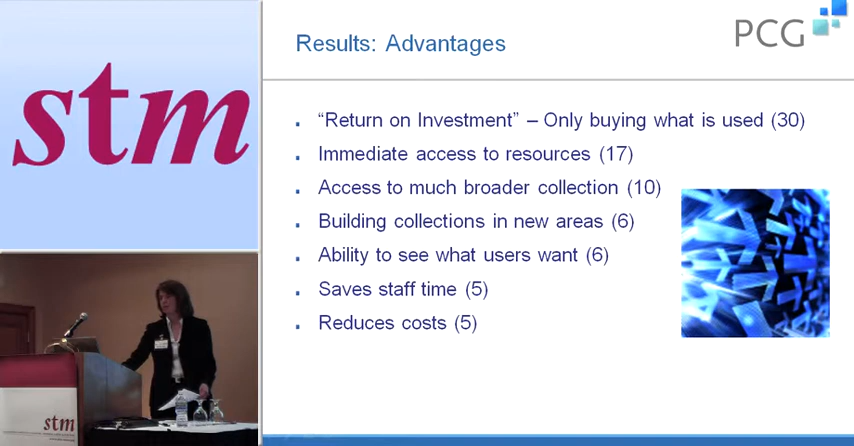 stm
stm
Results: Advantages
PCG
“Return on Investment” – Only buying what is used (30)
Immediate access to resources (17)
Access to much broader collection (10)
Building collections in new areas (6)
Ability to see what users want (6)
Saves staff time (5)
Reduces costs (5)